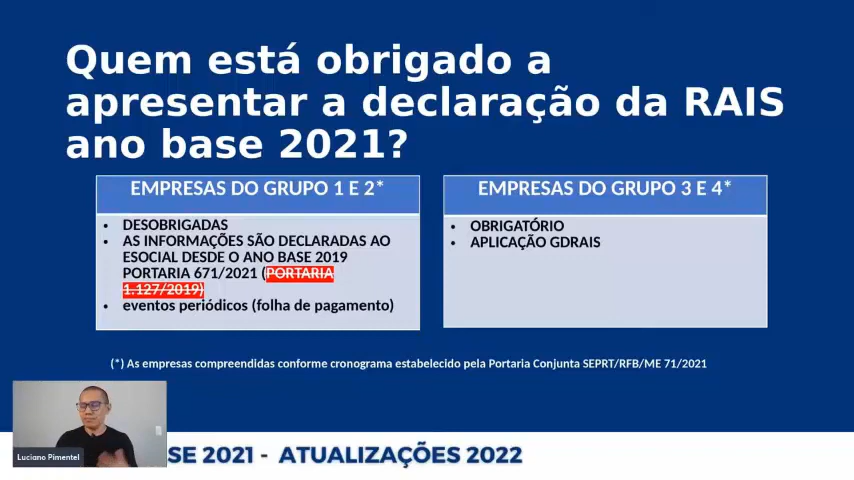 Quem está obrigado a
apresentar a declaração da RAIS
ano base 2021?
EMPRESAS DO GRUPO 1 E 2*
• DESOBRIGADAS
• AS INFORMAÇÕES SÃO DECLARADAS AO
ESOCIAL DESDE O ANO BASE 2019
PORTARIA 671/2021 (PORTARIA
1.127/2019)
• eventos periódicos (folha de pagamento)
EMPRESAS DO GRUPO 3 E 4*
• OBRIGATÓRIO
• APLICAÇÃO GDRAIS
(*) As empresas compreendidas conforme cronograma estabelecido pela Portaria Conjunta SEPRT/RFB/ME 71/2021
Luciano Pimentel
SE 2021 - ATUALIZAÇÕES 2022